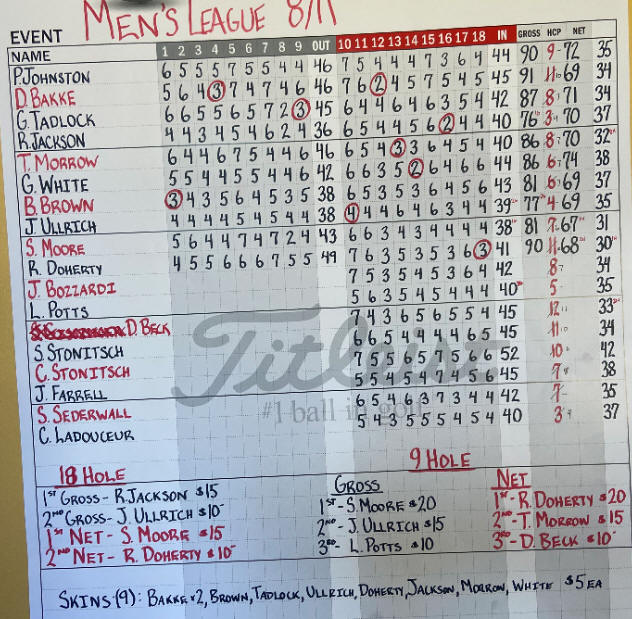 MEN'S LEAGUE 8/11
EVENT
NAME 1 2 3 4 5 6 7 8 9 OUT 10 11 12 13 14 15 16 17 18 IN GROSS HCP NET
P. JOHNSTON 6 5 5 5 7 5 5 4 4 46 7 5 4 4 4 7 3 6 4 44 90 9-72 35
D. BAKKE 5 6 4 3 7 4 7 4 6 46 7 6 2 4 5 7 5 4 5 45 91 11-69 34
G. TADLOCK 6 6 5 5 6 5 7 2 3 45 6 4 4 6 4 6 3 5 4 42 87 8-71 34
R. JACKSON 4 4 3 4 5 4 6 2 4 36 6 5 4 4 5 6 2 4 4 40 76 3-70 37
T. MORROW 6 4 4 6 7 5 4 4 6 46 6 5 4 3 3 6 4 5 4 40 86 8-70 32
G. WHITE 5 5 4 4 5 5 4 4 6 42 6 6 3 5 2 6 4 6 6 44 86 6-74 38
B. BROWN 3 4 3 5 6 4 5 3 5 38 6 5 3 5 3 6 4 5 6 43 81 6-69 37
J. ULLRICH 4 4 4 4 5 4 5 4 4 38 4 4 4 6 4 6 3 4 4 39 77 4-69 35
S. MOORE 5 6 4 4 7 4 7 2 4 43 6 6 3 4 3 4 4 4 4 38 81 7-67 31
R. DOHERTY 4 5 5 6 6 6 7 5 5 49 7 6 3 5 3 5 3 6 3 41 90 11-68 30
J. BOZZARDI 7 5 3 5 4 5 3 6 4 42 8 34
L. POTTS 5 6 3 5 4 5 4 4 4 40 5 35
D. BECK 7 4 3 6 5 6 5 5 4 45 12 33
S. STONITSCH 6 6 5 4 4 4 4 6 5 45 11 34
C. STONITSCH 7 5 5 6 5 7 5 6 6 52 10 42
J. FARRELL 5 5 4 5 4 7 4 5 6 45 7 38
S. SEDERWALL 6 5 4 6 3 7 3 4 4 42 7 35
C. LADOUCEUR 5 4 3 5 5 5 4 5 4 40 3 37
Titleist
#1 ball in golf
18 HOLE
1ST GROSS - R. JACKSON $15
2ND GROSS - J. ULLRICH $10
1ST NET - S. MOORE $15
2ND NET - R. DOHERTY $10
9 HOLE
GROSS
1ST - S. MOORE $20
2ND - J. ULLRICH $15
3RD - L. POTTS $10
NET
1ST - R. DOHERTY $20
2ND - T. MORROW $15
3RD - D. BECK $10
SKINS (9): BAKKE x2, BROWN, TADLOCK, ULLRICH, DOHERTY, JACKSON, MORROW, WHITE $5 EA